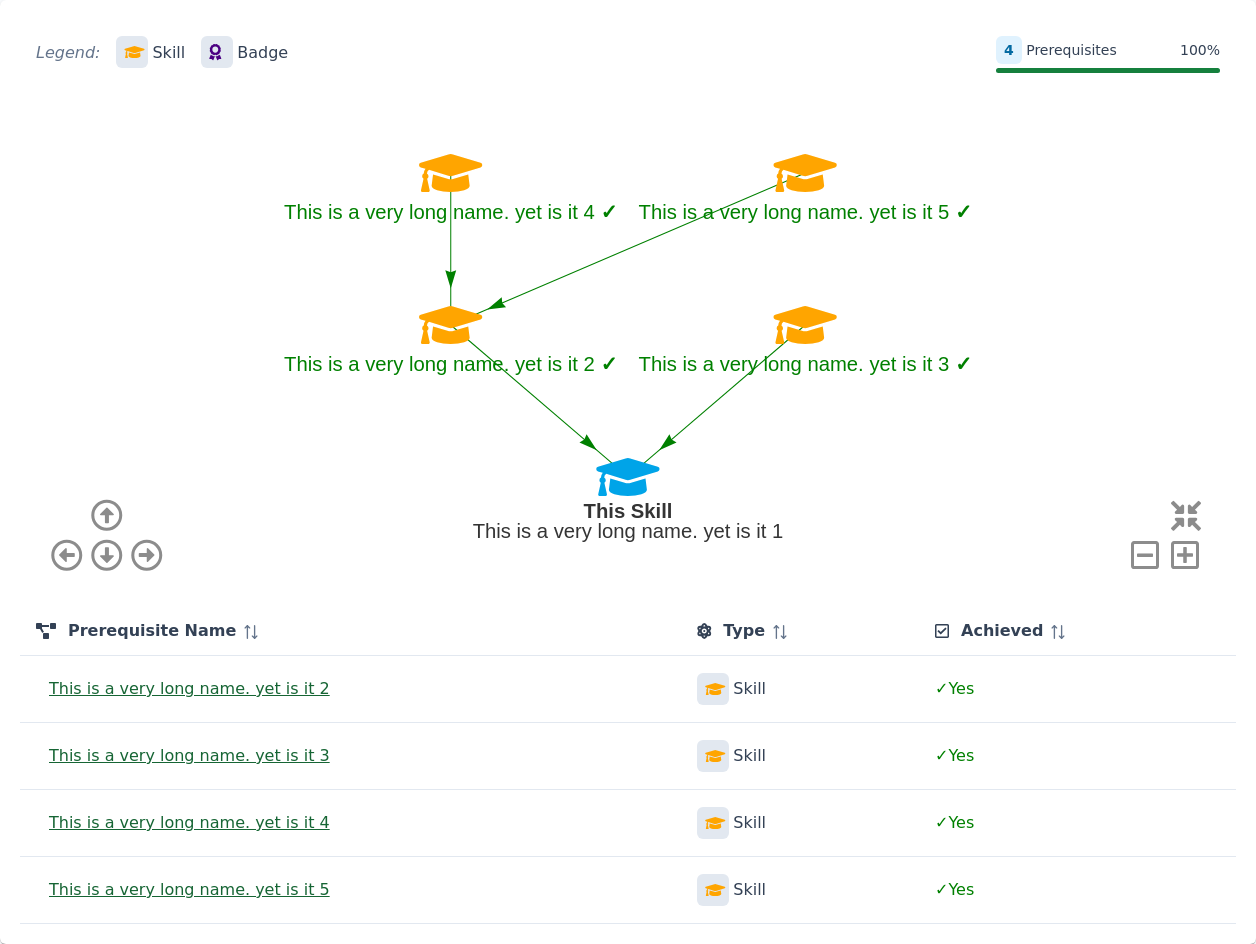 Legend: Skill Badge
4 Prerequisites 100%
This is a very long name. yet is it 4 ✓ This is a very long name. yet is it 5 ✓
This is a very long name. yet is it 2 ✓ This is a very long name. yet is it 3 ✓
This Skill
This is a very long name. yet is it 1
Prerequisite Name Type Achieved
This is a very long name. yet is it 2 Skill ✓Yes
This is a very long name. yet is it 3 Skill ✓Yes
This is a very long name. yet is it 4 Skill ✓Yes
This is a very long name. yet is it 5 Skill ✓Yes